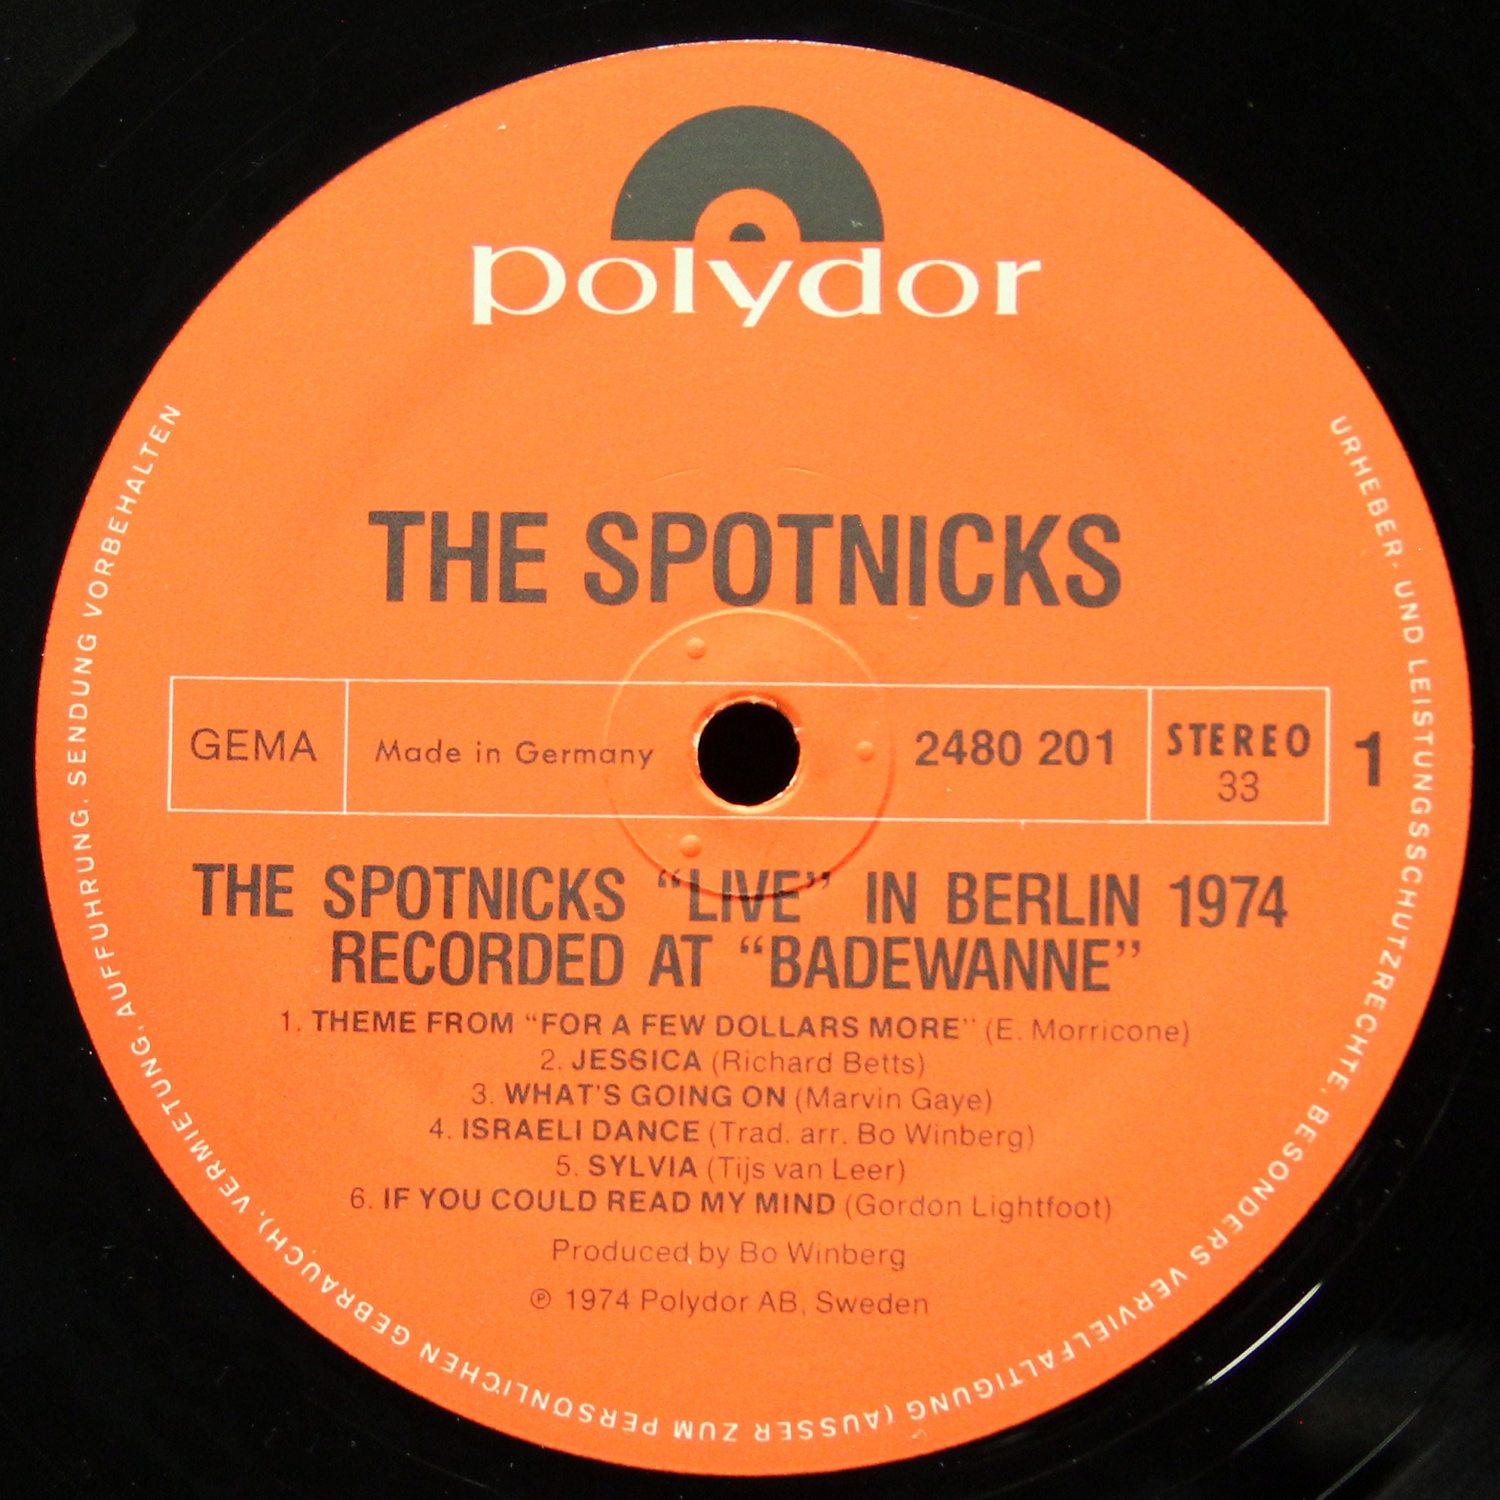 polydor
THE SPOTNICKS
GEMA
Made in Germany
2480 201
STEREO
33
1
THE SPOTNICKS “LIVE” IN BERLIN 1974
RECORDED AT “BADEWANNE”
1. THEME FROM “FOR A FEW DOLLARS MORE” (E. Morricone)
2. JESSICA (Richard Betts)
3. WHAT'S GOING ON (Marvin Gaye)
4. ISRAELI DANCE (Trad. arr. Bo Winberg)
5. SYLVIA (Tijs van Leer)
6. IF YOU COULD READ MY MIND (Gordon Lightfoot)
Produced by Bo Winberg
℗ 1974 Polydor AB, Sweden
URHEBER- UND LEISTUNGSSCHUTZRECHTE, BESONDERS VERVIELFÄLTIGUNG (AUSSER ZUM PERSÖNLICHEN GEBRAUCH), VERMIETUNG, AUFFÜHRUNG, SENDUNG VORBEHALTEN